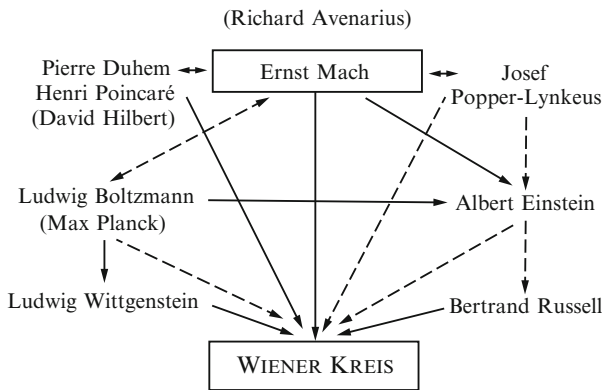 (Richard Avenarius)
Pierre Duhem
Henri Poincaré
(David Hilbert)
Ernst Mach
Josef
Popper-Lynkeus
Ludwig Boltzmann
(Max Planck)
Albert Einstein
Ludwig Wittgenstein
Bertrand Russell
WIENER KREIS